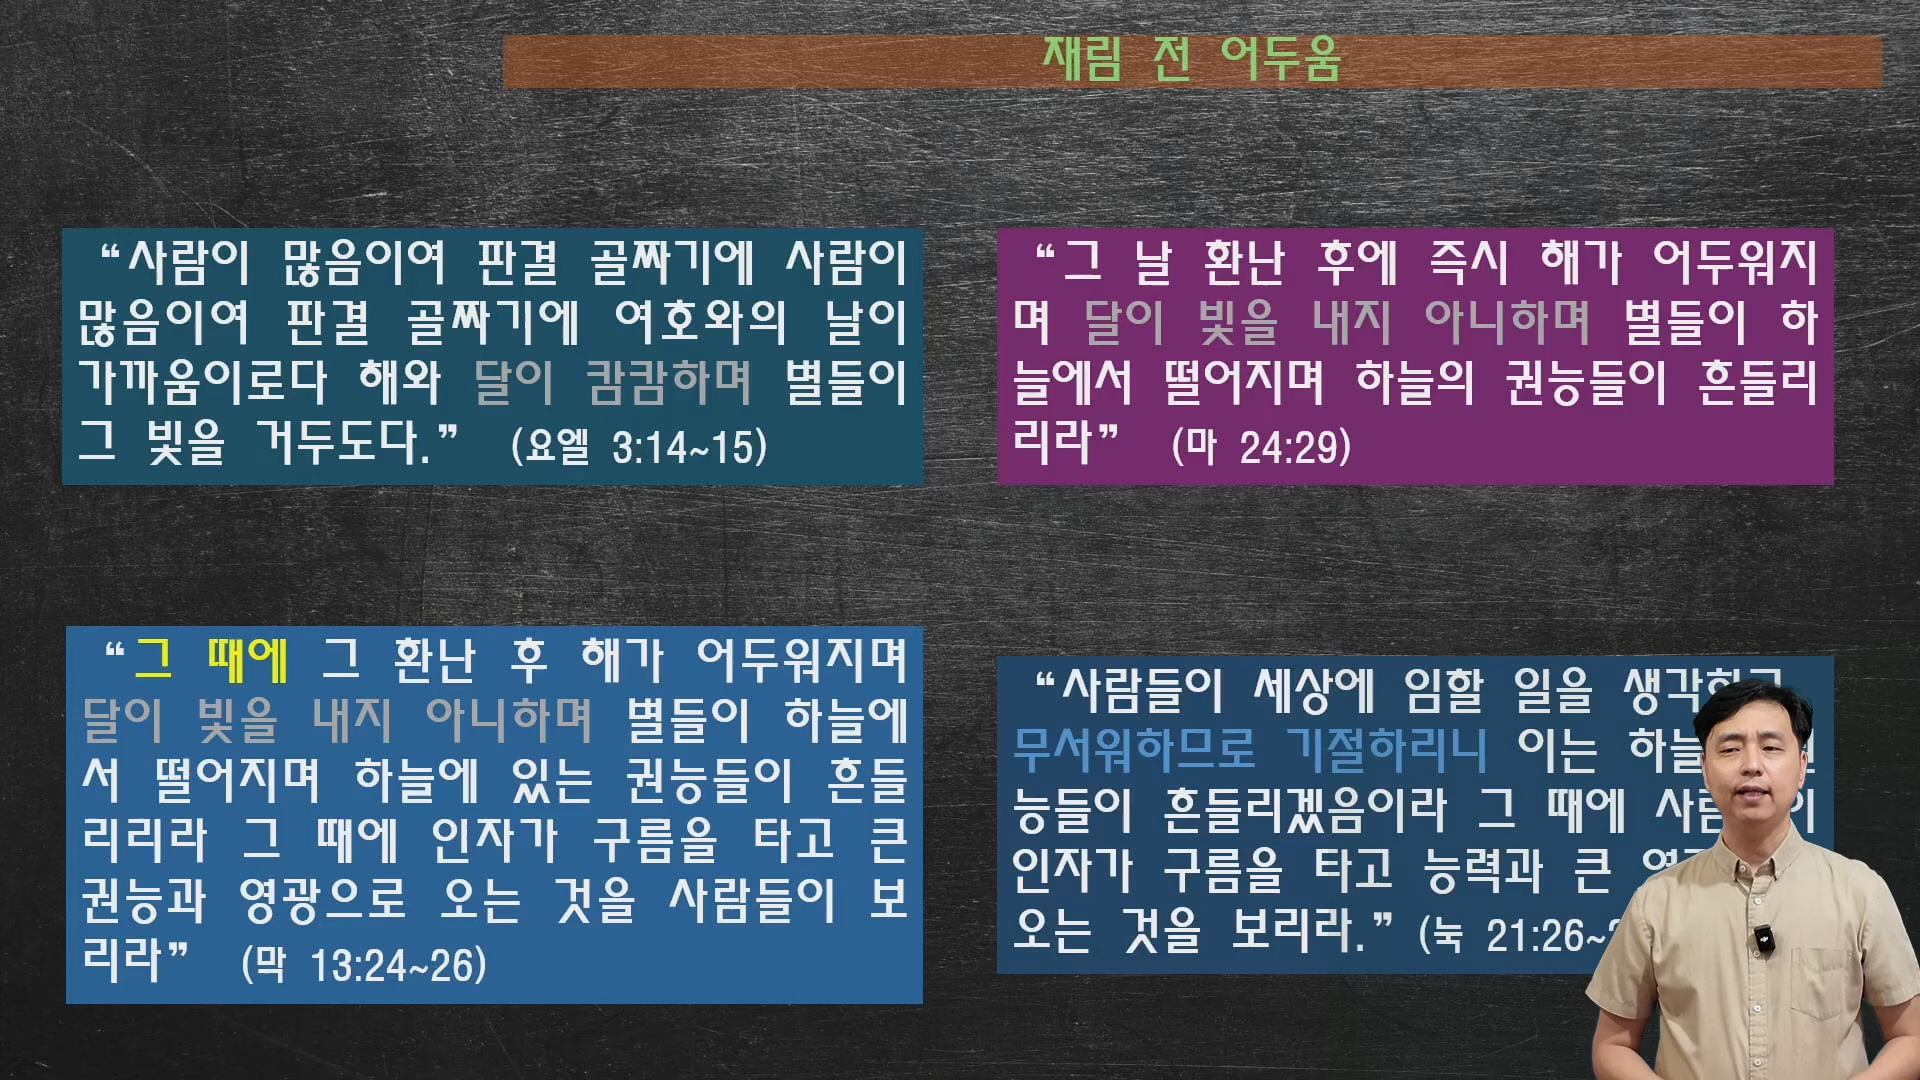 재림 전 어두움
“사람이 많음이여 판결 골짜기에 사람이
많음이여 판결 골짜기에 여호와의 날이
가까움이로다 해와 달이 캄캄하며 별들이
그 빛을 거두도다.” (요엘 3:14~15)
“그 날 환난 후에 즉시 해가 어두워지
며 달이 빛을 내지 아니하며 별들이 하
늘에서 떨어지며 하늘의 권능들이 흔들리
리라” (마 24:29)
“그 때에 그 환난 후 해가 어두워지며
달이 빛을 내지 아니하며 별들이 하늘에
서 떨어지며 하늘에 있는 권능들이 흔들
리리라 그 때에 인자가 구름을 타고 큰
권능과 영광으로 오는 것을 사람들이 보
리라” (막 13:24~26)
“사람들이 세상에 임할 일을 생각하고
무서워하므로 기절하리니 이는
능들이 흔들리겠음이라 그 때에
인자가 구름을 타고 능력과 큰
오는 것을 보리라.” (눅 21:26~